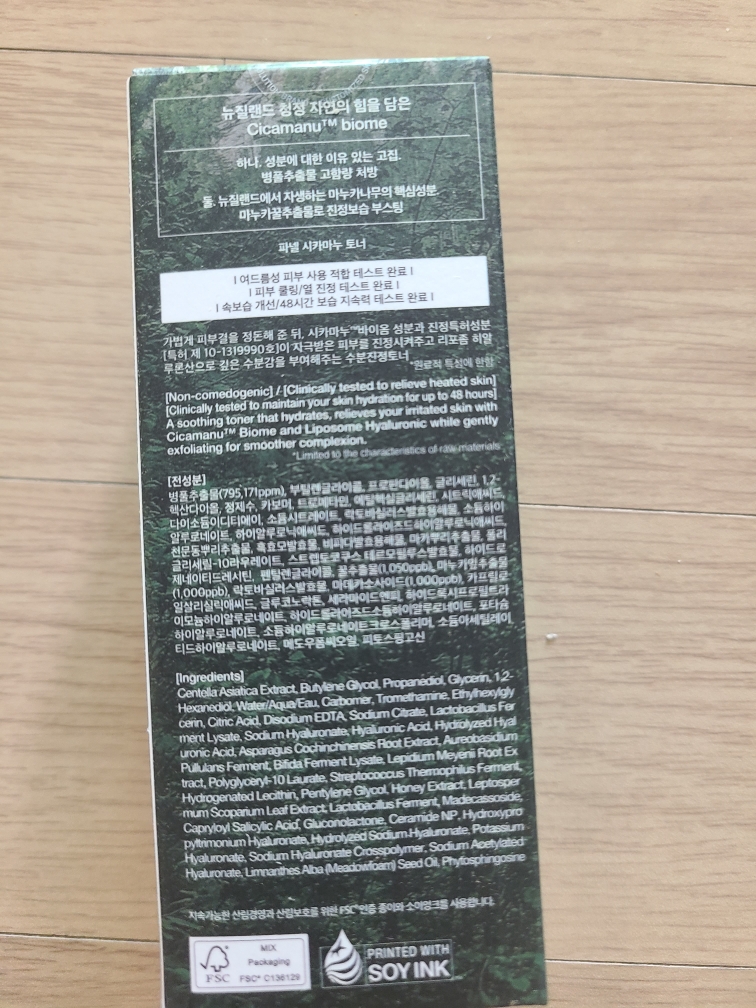 뉴질랜드 청정 자연의 힘을 담은
Cicamanu™ biome
하나. 성분에 대한 이유 있는 고집.
병풀추출물 고함량 처방
둘. 뉴질랜드에서 자생하는 마누카나무의 핵심성분.
마누카꿀추출물로 진정보습 부스팅
파넬 시카마누 토너
I 여드름성 피부 사용 적합 테스트 완료 I
I 피부 쿨링/열 진정 테스트 완료 I
I 속보습 개선/48시간 보습 지속력 테스트 완료 I
가볍게 피부결을 정돈해 준 뒤, 시카마누™바이옴 성분과 진정특허성분
[특허 제 10-1319990호]이 자극받은 피부를 진정시켜주고 리포좀 히알
루론산으로 깊은 수분감을 부여해주는 수분진정토너
*원료적 특성에 한함
[Non-comedogenic] / [Clinically tested to relieve heated skin]
[Clinically tested to maintain your skin hydration for up to 48 hours]
A soothing toner that hydrates, relieves your irritated skin with
Cicamanu™ Biome and Liposome Hyaluronic while gently
exfoliating for smoother complexion.
*Limited to the characteristics of raw materials
[전성분]
병풀추출물(795,171ppm), 부틸렌글라이콜, 프로판다이올, 글리세린, 1,2-
헥산다이올, 정제수, 카보머, 트로메타민, 에틸헥실글리세린, 시트릭애씨드,
다이소듐이디티에이, 소듐시트레이트, 락토바실러스발효용해물, 소듐하이
알루로네이트, 하이알루로닉애씨드, 하이드롤라이즈드하이알루로닉애씨드,
천문동뿌리추출물, 흑효모발효물, 비피다발효용해물, 마카뿌리추출물, 폴리
글리세릴-10라우레이트, 스트렙토코쿠스 테르모필루스발효물, 하이드로
제네이티드레시틴, 펜틸렌글라이콜, 꿀추출물(1,050ppb), 마누카잎추출물
(1,000ppb), 락토바실러스발효물, 마데카소사이드(1,000ppb), 카프릴로
일살리실릭애씨드, 글루코노락톤, 세라마이드엔피, 하이드록시프로필트라
이모늄하이알루로네이트, 하이드롤라이즈드소듐하이알루로네이트, 포타슘
하이알루로네이트, 소듐하이알루로네이트크로스폴리머, 소듐아세틸레이
티드하이알루로네이트, 메도우폼씨오일, 피토스핑고신
[Ingredients]
Centella Asiatica Extract, Butylene Glycol, Propanediol, Glycerin, 1,2-
Hexanediol, Water/Aqua/Eau, Carbomer, Tromethamine, Ethylhexylgly
cerin, Citric Acid, Disodium EDTA, Sodium Citrate, Lactobacillus Fer
ment Lysate, Sodium Hyaluronate, Hyaluronic Acid, Hydrolyzed Hyal
uronic Acid, Asparagus Cochinchinensis Root Extract, Aureobasidium
Pullulans Ferment, Bifida Ferment Lysate, Lepidium Meyenii Root Ex
tract, Polyglyceryl-10 Laurate, Streptococcus Thermophilus Ferment,
Hydrogenated Lecithin, Pentylene Glycol, Honey Extract, Leptosper
mum Scoparium Leaf Extract, Lactobacillus Ferment, Madecassoside,
Capryloyl Salicylic Acid, Gluconolactone, Ceramide NP, Hydroxypro
pyltrimonium Hyaluronate, Hydrolyzed Sodium Hyaluronate, Potassium
Hyaluronate, Sodium Hyaluronate Crosspolymer, Sodium Acetylated
Hyaluronate, Limnanthes Alba (Meadowfoam) Seed Oil, Phytosphingosine
지속가능한 산림경영과 산림보호를 위한 FSC®인증 종이와 소이잉크를 사용합니다.
FSC
MIX
Packaging
FSC® C136129
PRINTED WITH
SOY INK